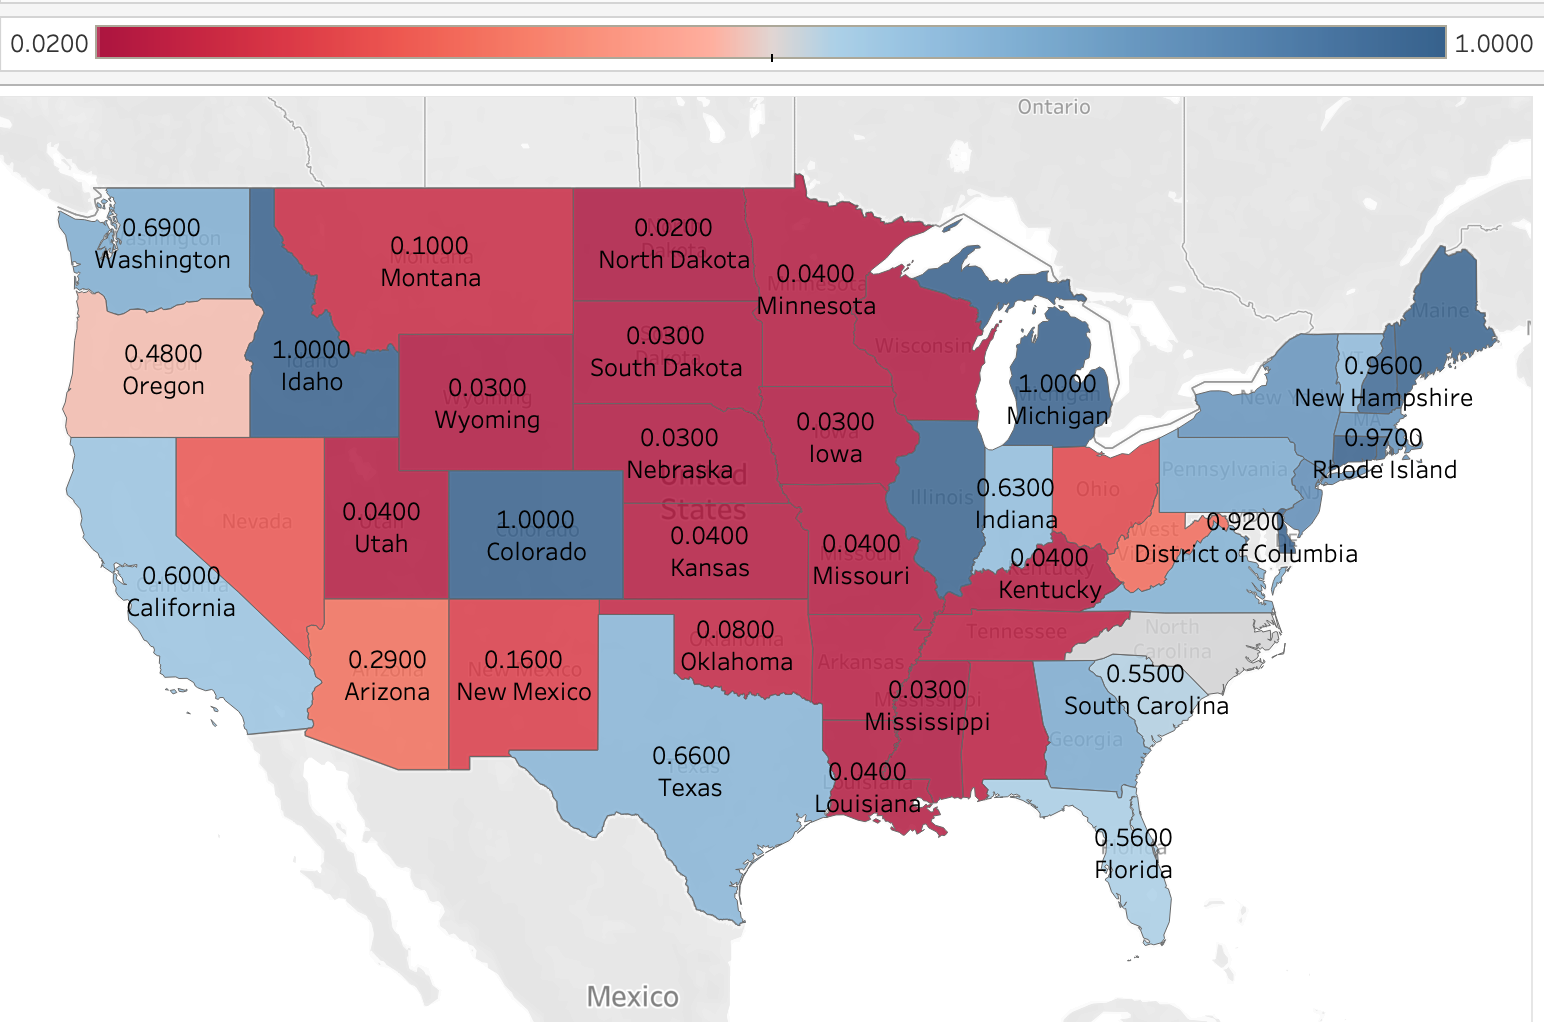 0.0200
1.0000
Ontario
0.6900
Washington
0.1000
Montana
0.0200
North Dakota
0.0400
Minnesota
0.4800
Oregon
1.0000
Idaho
0.0300
Wyoming
0.0300
South Dakota
Wisconsin
1.0000
Michigan
Maine
0.9600
New Hampshire
New York
MA
0.9700
Rhode Island
0.0300
Nebraska
0.0300
Iowa
United
States
Illinois
0.6300
Indiana
Ohio
Pennsylvania
NJ
Nevada
0.0400
Utah
1.0000
Colorado
0.0400
Kansas
0.0400
Missouri
0.0400
Kentucky
West
0.9200
District of Columbia
0.6000
California
0.2900
Arizona
0.1600
New Mexico
0.0800
Oklahoma
Arkansas
Tennessee
North
Carolina
0.0300
Mississippi
0.5500
South Carolina
Georgia
0.6600
Texas
0.0400
Louisiana
0.5600
Florida
Mexico